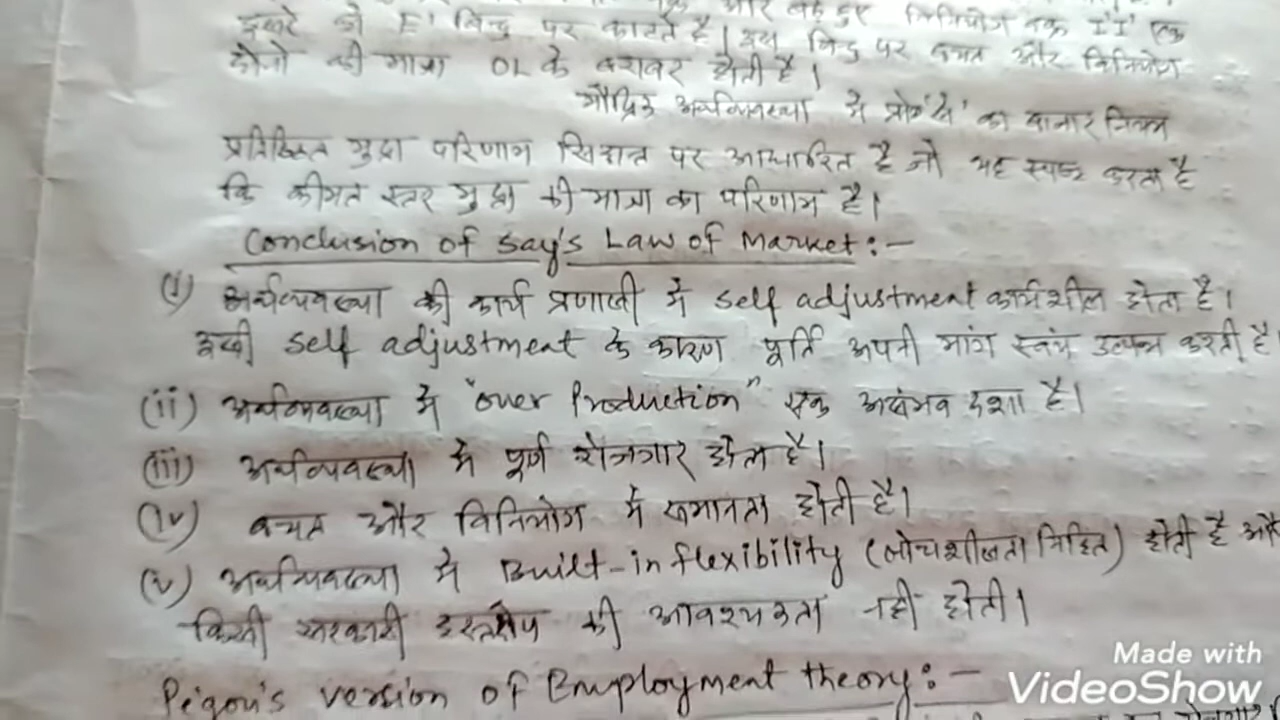 दूसरे को E' बिन्दु पर काटते है। इस बिन्दु पर बचत और विनियोग
दोनो की मात्रा OL के बराबर होती है।
मौद्रिक अर्थव्यवस्था में प्रो० 'से' का बाजार नियम
प्रतिष्ठित मुद्रा परिणाम सिद्धान्त पर आधारित है जो यह स्पष्ट करता है
कि कीमत स्तर मुद्रा की मात्रा का परिणाम है।
Conclusion of Say's Law of Market:-
(i) अर्थव्यवस्था की कार्य प्रणाली में self adjustment कार्यशील होता है।
इसी self adjustment के कारण पूर्ति अपनी मांग स्वंय उत्पन्न करती है
(ii) अर्थव्यवस्था में "over Production" एक असंभव दशा है।
(iii) अर्थव्यवस्था में पूर्ण रोजगार होता है।
(iv) बचत और विनियोग में समानता होती है।
(v) अर्थव्यवस्था में Built-in flexibility (लोचशीलता निहित) होती है और
किसी सरकारी हस्तक्षेप की आवश्यकता नही होती।
Pigou's version of Employment theory:-
Made with
VideoShow